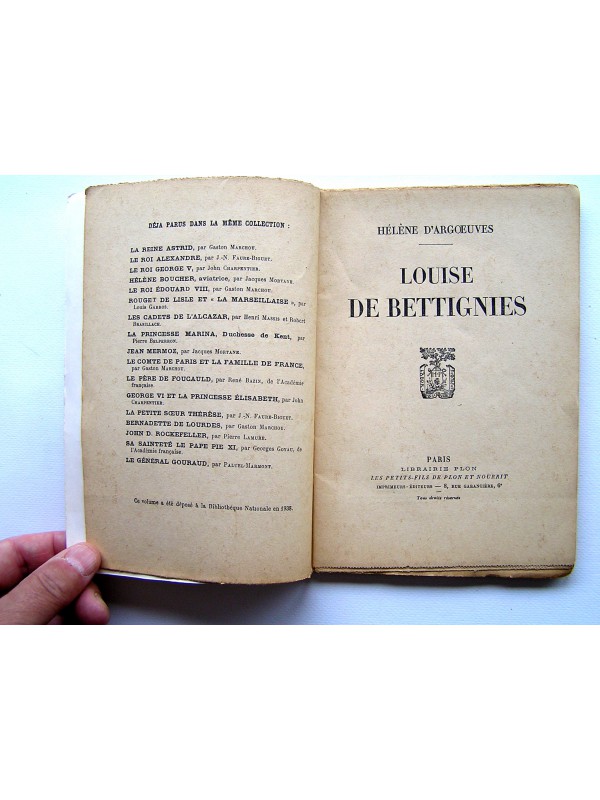 DÉJA PARUS DANS LA MÊME COLLECTION :
LA REINE ASTRID, par Gaston Marchou.
LE ROI ALEXANDRE, par J.-N. Faure-Biguet.
LE ROI GEORGE V, par John Charpentier.
HÉLÈNE BOUCHER, aviatrice, par Jacques Mortane.
LE ROI ÉDOUARD VIII, par Gaston Marchou.
ROUGET DE LISLE ET « LA MARSEILLAISE », par
Louis Garros.
LES CADETS DE L'ALCAZAR, par Henri Massis et Robert
Brasillach.
LA PRINCESSE MARINA, Duchesse de Kent, par
Pierre Belperron.
JEAN MERMOZ, par Jacques Mortane.
LE COMTE DE PARIS ET LA FAMILLE DE FRANCE,
par Gaston Marchou.
LE PÈRE DE FOUCAULD, par René Bazin, de l'Académie
française
GEORGE VI ET LA PRINCESSE ÉLISABETH, par John
Charpentier.
LA PETITE SŒUR THÉRÈSE, par J.-N. Faure-Biguet.
BERNADETTE DE LOURDES, par Gaston Marchou.
JOHN D. ROCKEFELLER, par Pierre Lamure.
SA SAINTETÉ LE PAPE PIE XI, par Georges Goyau, de
l'Académie française.
LE GÉNÉRAL GOURAUD, par Paluel-Marmont.
Ce volume a été déposé à la Bibliothèque Nationale en 1938.
HÉLÈNE D'ARGŒUVES
LOUISE
DE BETTIGNIES
PARIS
LIBRAIRIE PLON
LES PETITS-FILS DE PLON ET NOURRIT
IMPRIMEURS-ÉDITEURS — 8, RUE GARANCIÈRE, 6e
Tous droits réservés